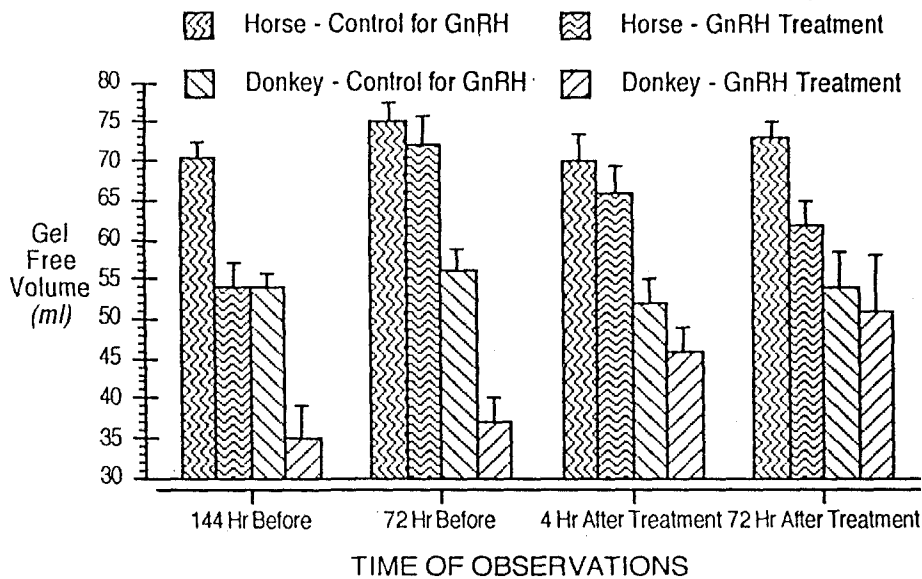 Horse - Control for GnRH
Horse - GnRH Treatment
Donkey - Control for GnRH
Donkey - GnRH Treatment
80
75
70
65
60
55
50
45
40
35
30
Gel
Free
Volume
(ml)
144 Hr Before
72 Hr Before
4 Hr After Treatment
72 Hr After Treatment
TIME OF OBSERVATIONS